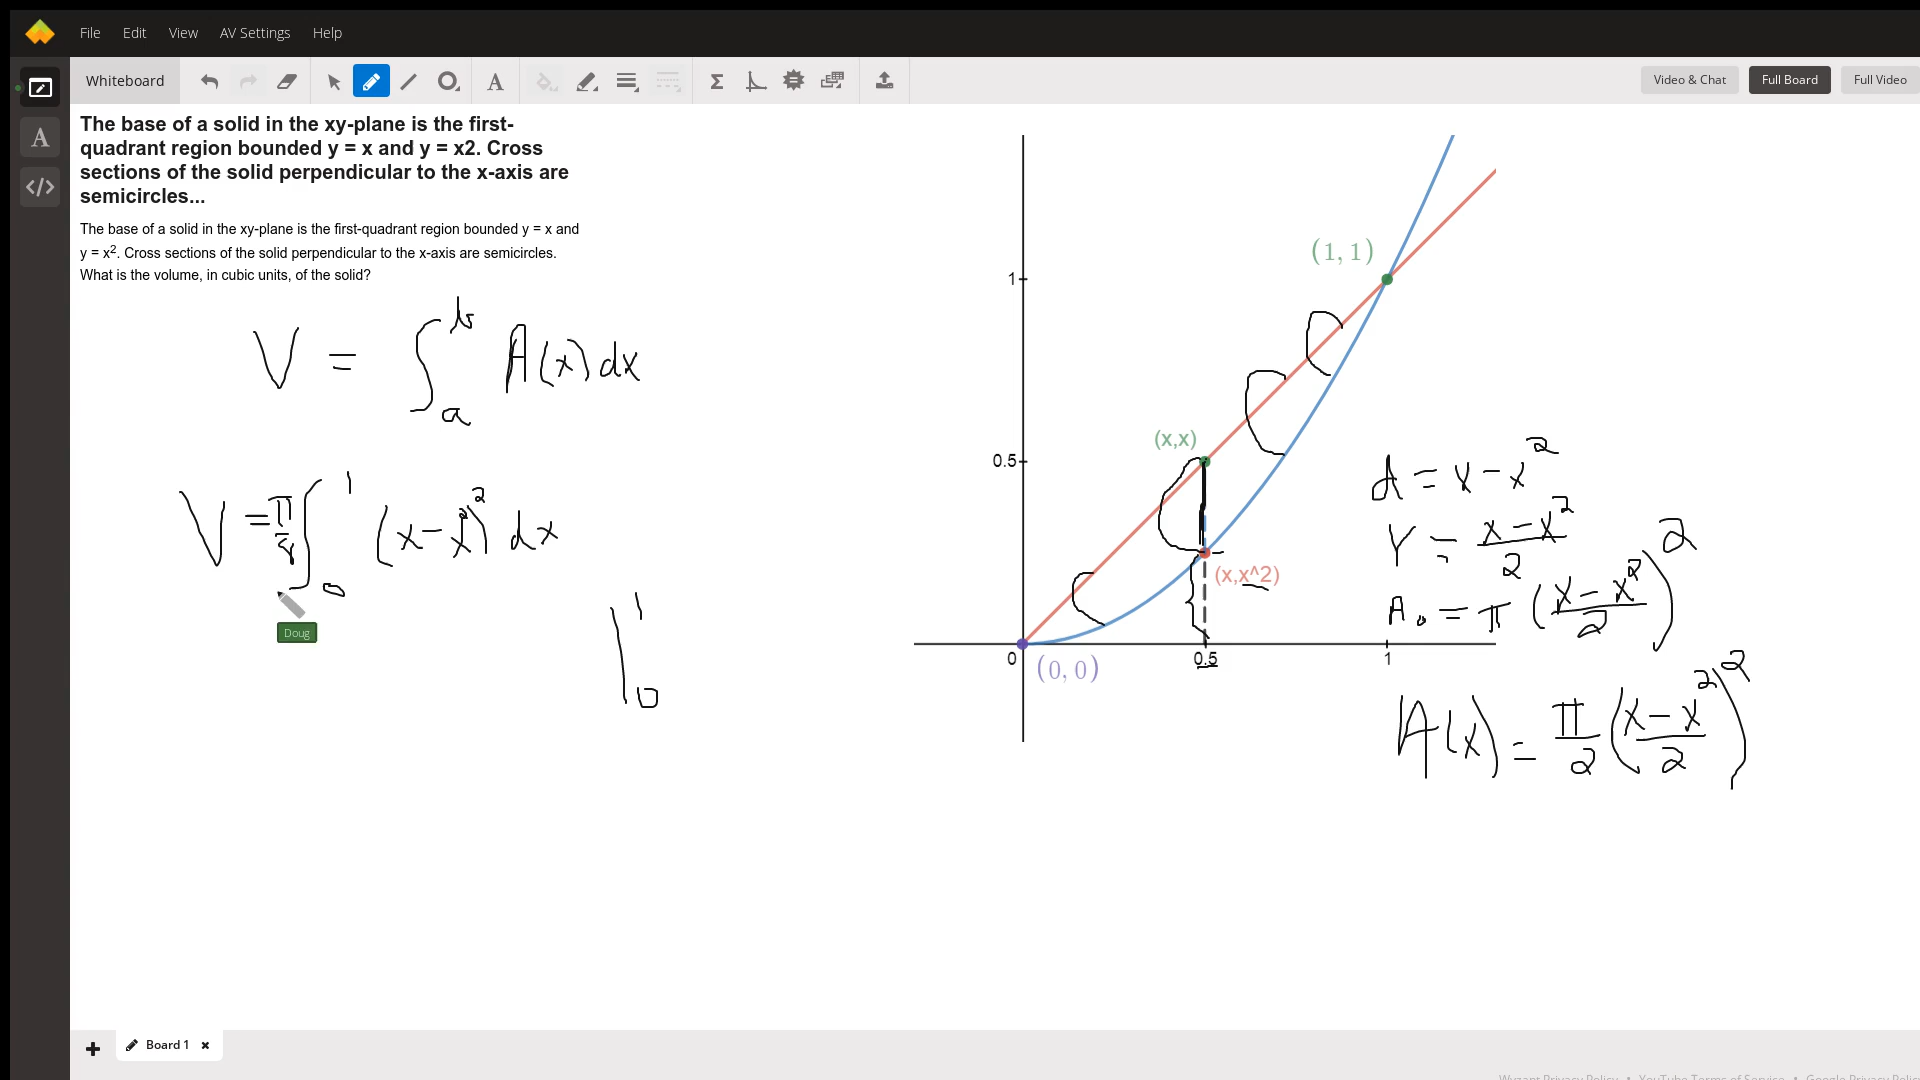 File Edit View AV Settings Help
Whiteboard A Σ Video & Chat Full Board Full Video
A
</>
The base of a solid in the xy-plane is the first-
quadrant region bounded y = x and y = x2. Cross
sections of the solid perpendicular to the x-axis are
semicircles...
The base of a solid in the xy-plane is the first-quadrant region bounded y = x and
y = x². Cross sections of the solid perpendicular to the x-axis are semicircles.
What is the volume, in cubic units, of the solid?
V = ∫ₐᵇ A(x) dx
V = π/8 ∫₀¹ (x-x²)² dx
Doug
|₀¹
(1, 1)
1
(x,x)
0.5
(x,x^2)
0 0.5 1
(0, 0)
d = x - x²
r = (x-x²)/2
A₀ = π ((x-x²)/2)²
A(x) = π/2 ((x-x²)/2)²
Board 1